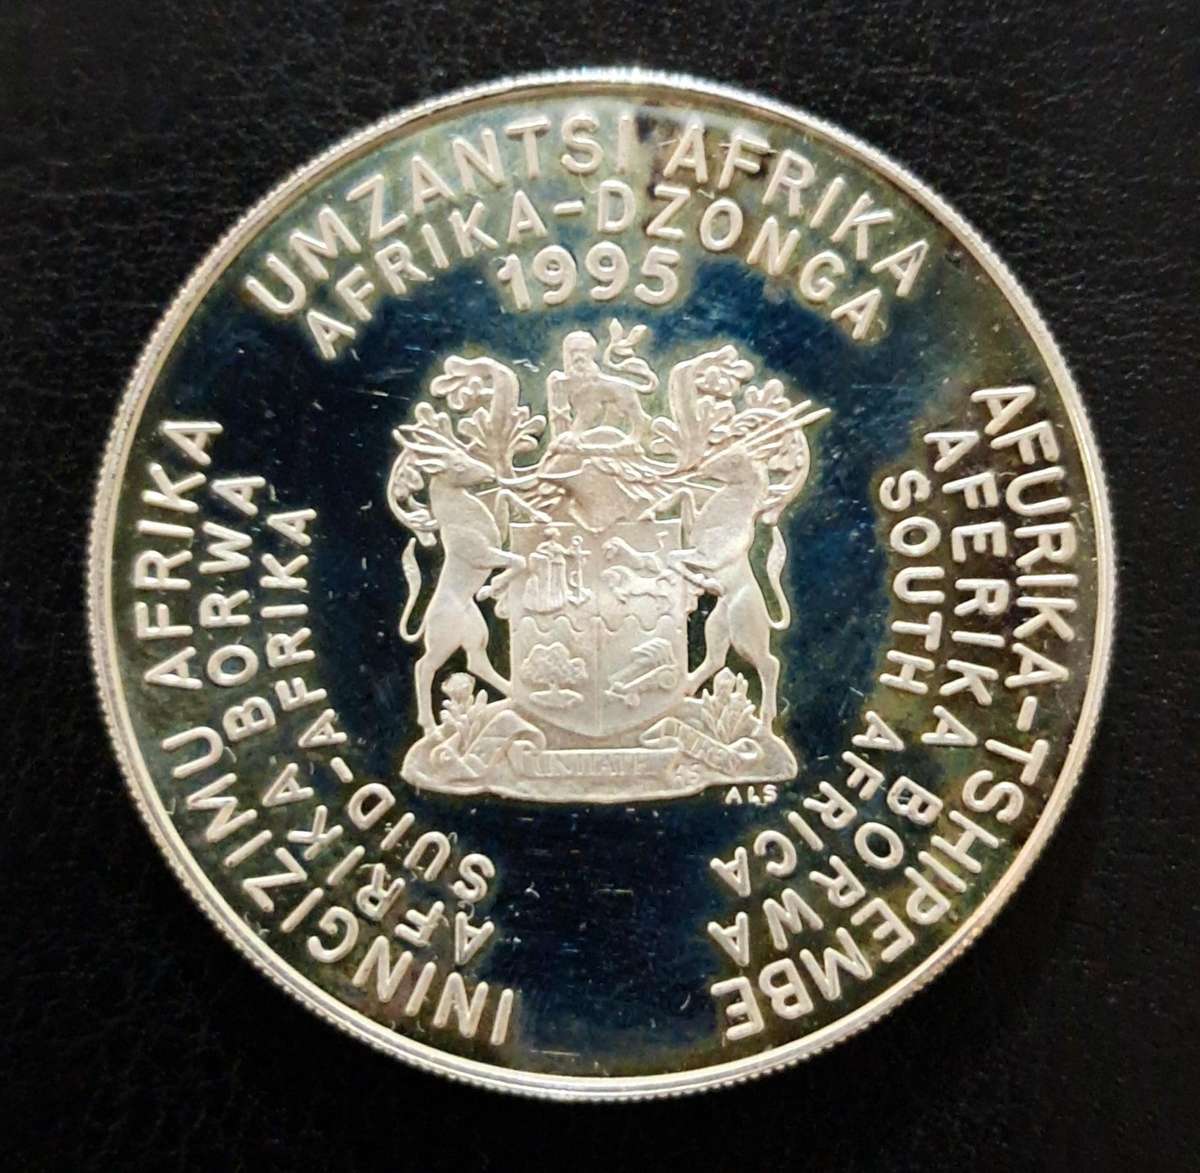 UMZANTSI AFRIKA
AFRIKA-DZONGA
1995
AFURIKA-TSHIPEMBE
AFERIKA BORWA
SOUTH AFRICA
ININGIZIMU AFRIKA
AFRIKA BORWA
SUID-AFRIKA
ALS